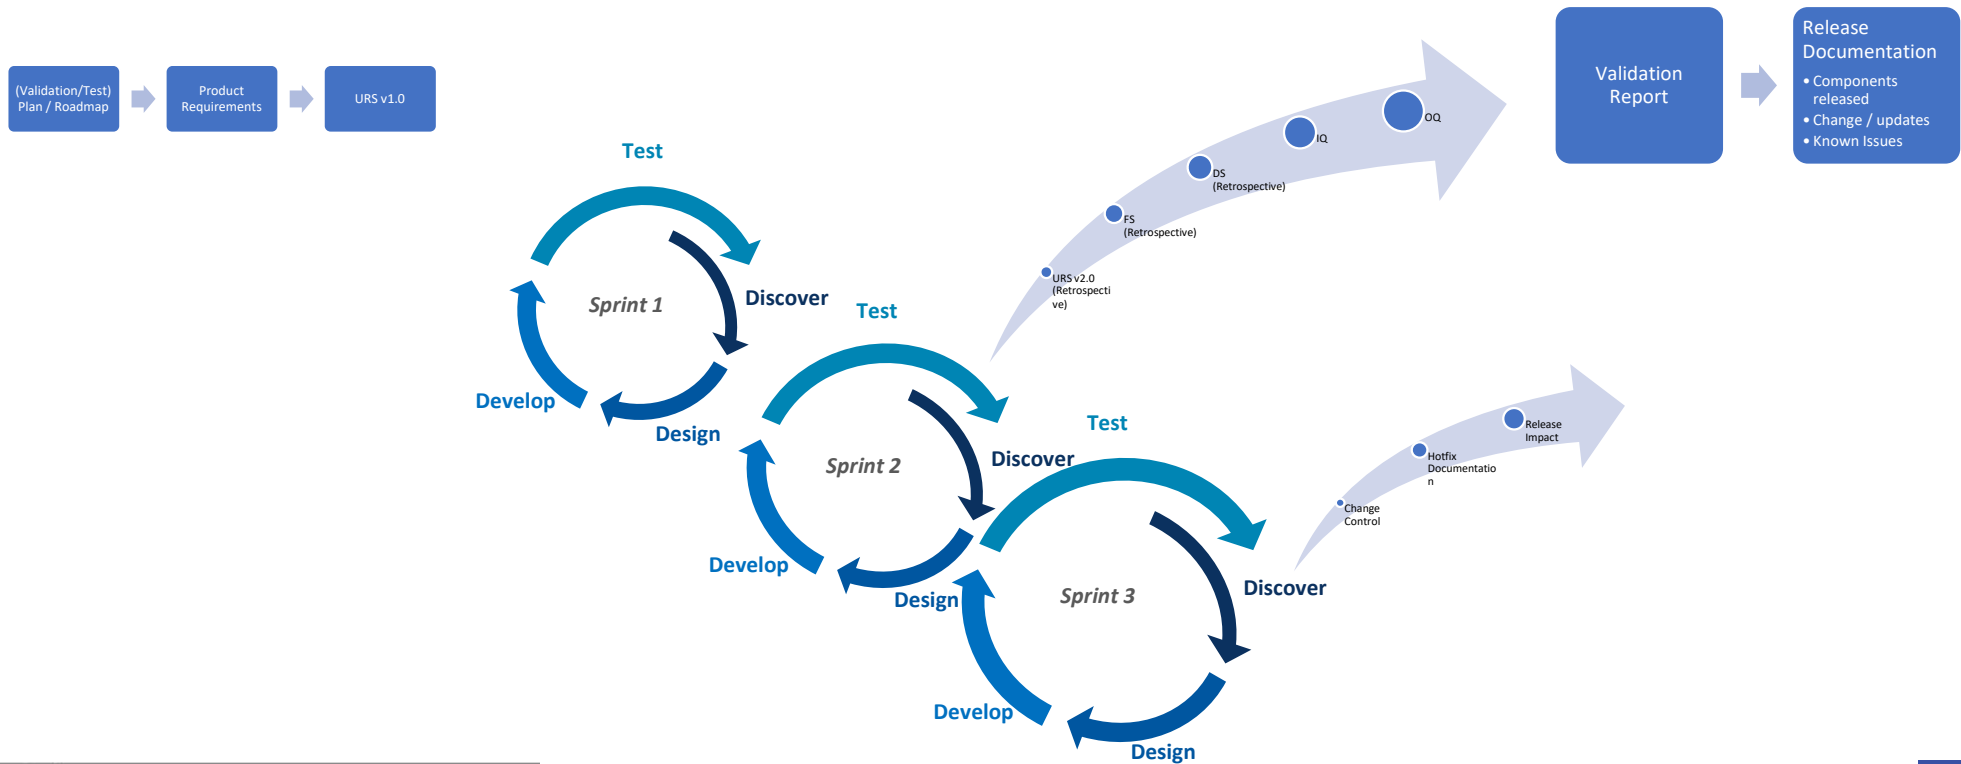 (Validation/Test)
Plan / Roadmap
Product
Requirements
URS v1.0
Test
Sprint 1
Discover
Develop
Design
Test
Sprint 2
Discover
Develop
Design
Test
Sprint 3
Discover
Develop
Design
URS v2.0
(Retrospecti
ve)
FS
(Retrospective)
DS
(Retrospective)
IQ
OQ
Change
Control
Hotfix
Documentatio
n
Release
Impact
Validation
Report
Release
Documentation
• Components
released
• Change / updates
• Known Issues